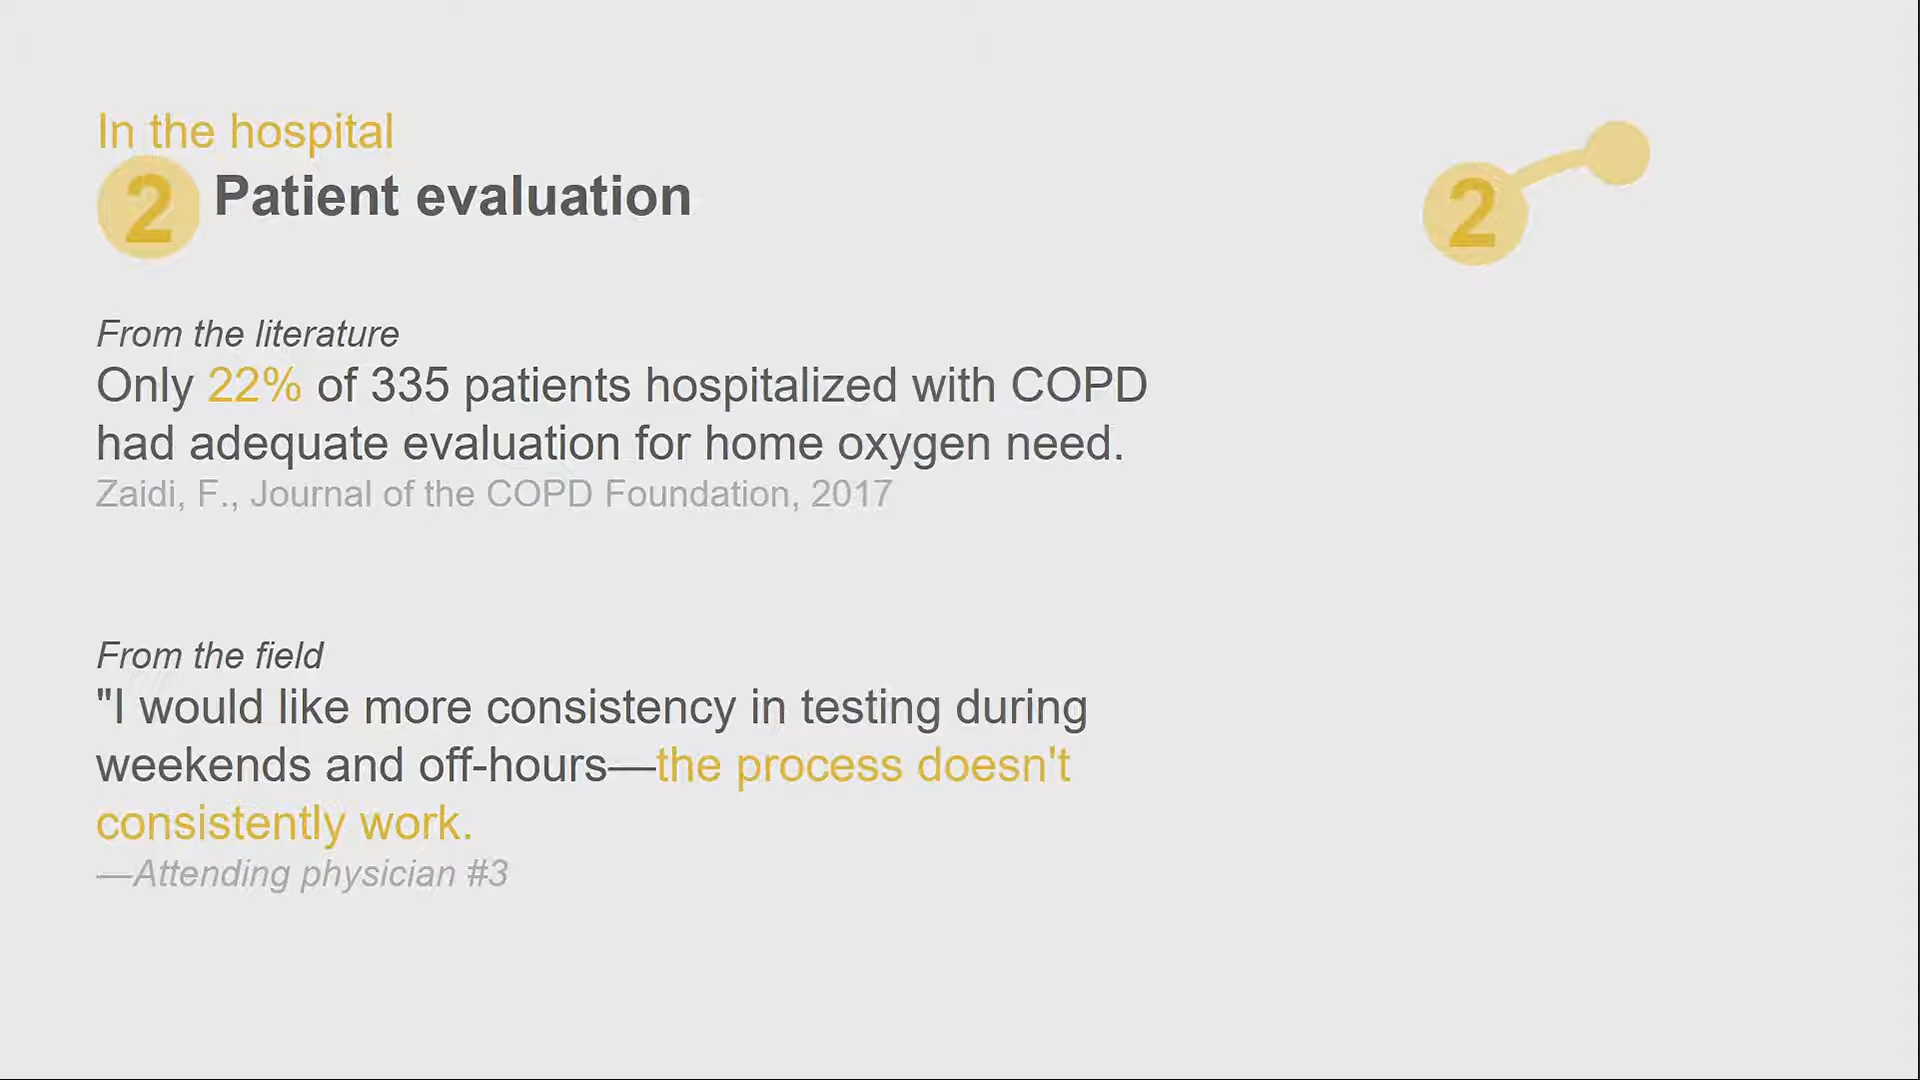 In the hospital
2 Patient evaluation
2
From the literature
Only 22% of 335 patients hospitalized with COPD
had adequate evaluation for home oxygen need.
Zaidi, F., Journal of the COPD Foundation, 2017
From the field
"I would like more consistency in testing during
weekends and off-hours—the process doesn't
consistently work.
—Attending physician #3